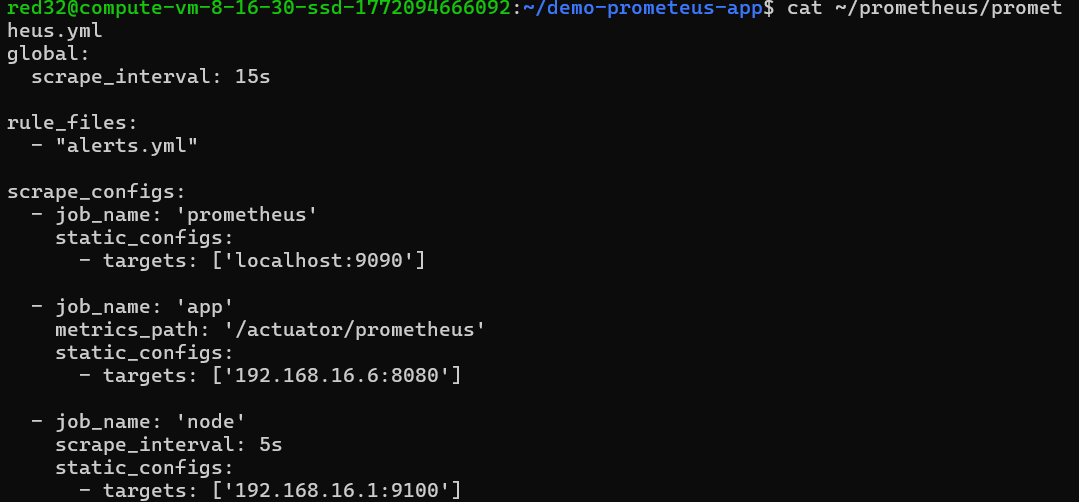 red32@compute-vm-8-16-30-ssd-1772094666092:~/demo-prometeus-app$ cat ~/prometheus/promet
heus.yml
global:
  scrape_interval: 15s

rule_files:
  - "alerts.yml"

scrape_configs:
  - job_name: 'prometheus'
    static_configs:
      - targets: ['localhost:9090']

  - job_name: 'app'
    metrics_path: '/actuator/prometheus'
    static_configs:
      - targets: ['192.168.16.6:8080']

  - job_name: 'node'
    scrape_interval: 5s
    static_configs:
      - targets: ['192.168.16.1:9100']